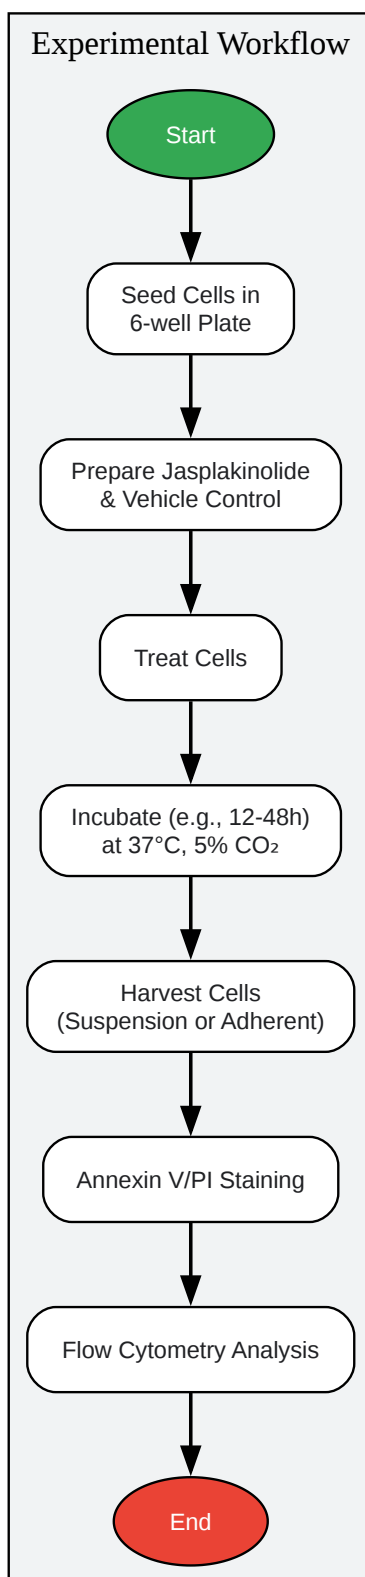 Experimental Workflow
Start
Seed Cells in
6-well Plate
Prepare Jasplakinolide
& Vehicle Control
Treat Cells
Incubate (e.g., 12-48h)
at 37°C, 5% CO₂
Harvest Cells
(Suspension or Adherent)
Annexin V/PI Staining
Flow Cytometry Analysis
End